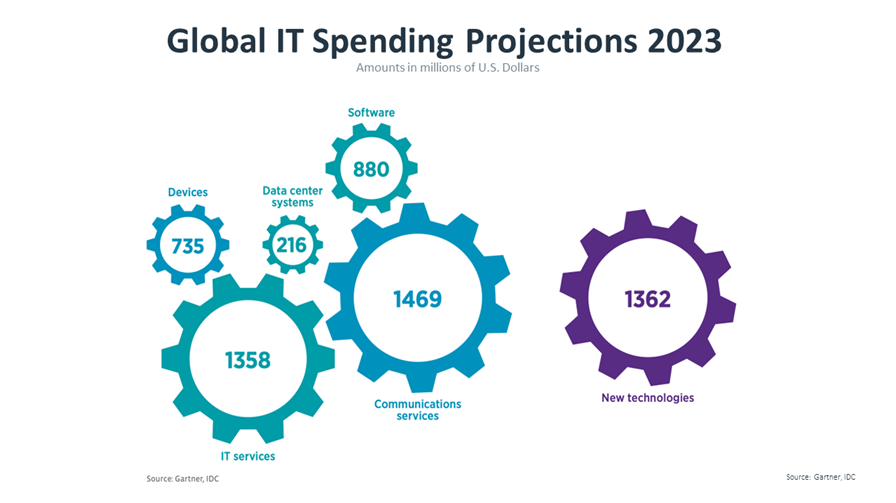 Global IT Spending Projections 2023
Amounts in millions of U.S. Dollars
Software
880
Devices
735
Data center
systems
216
1469
Communications
services
1358
IT services
1362
New technologies
Source: Gartner, IDC
Source: Gartner, IDC